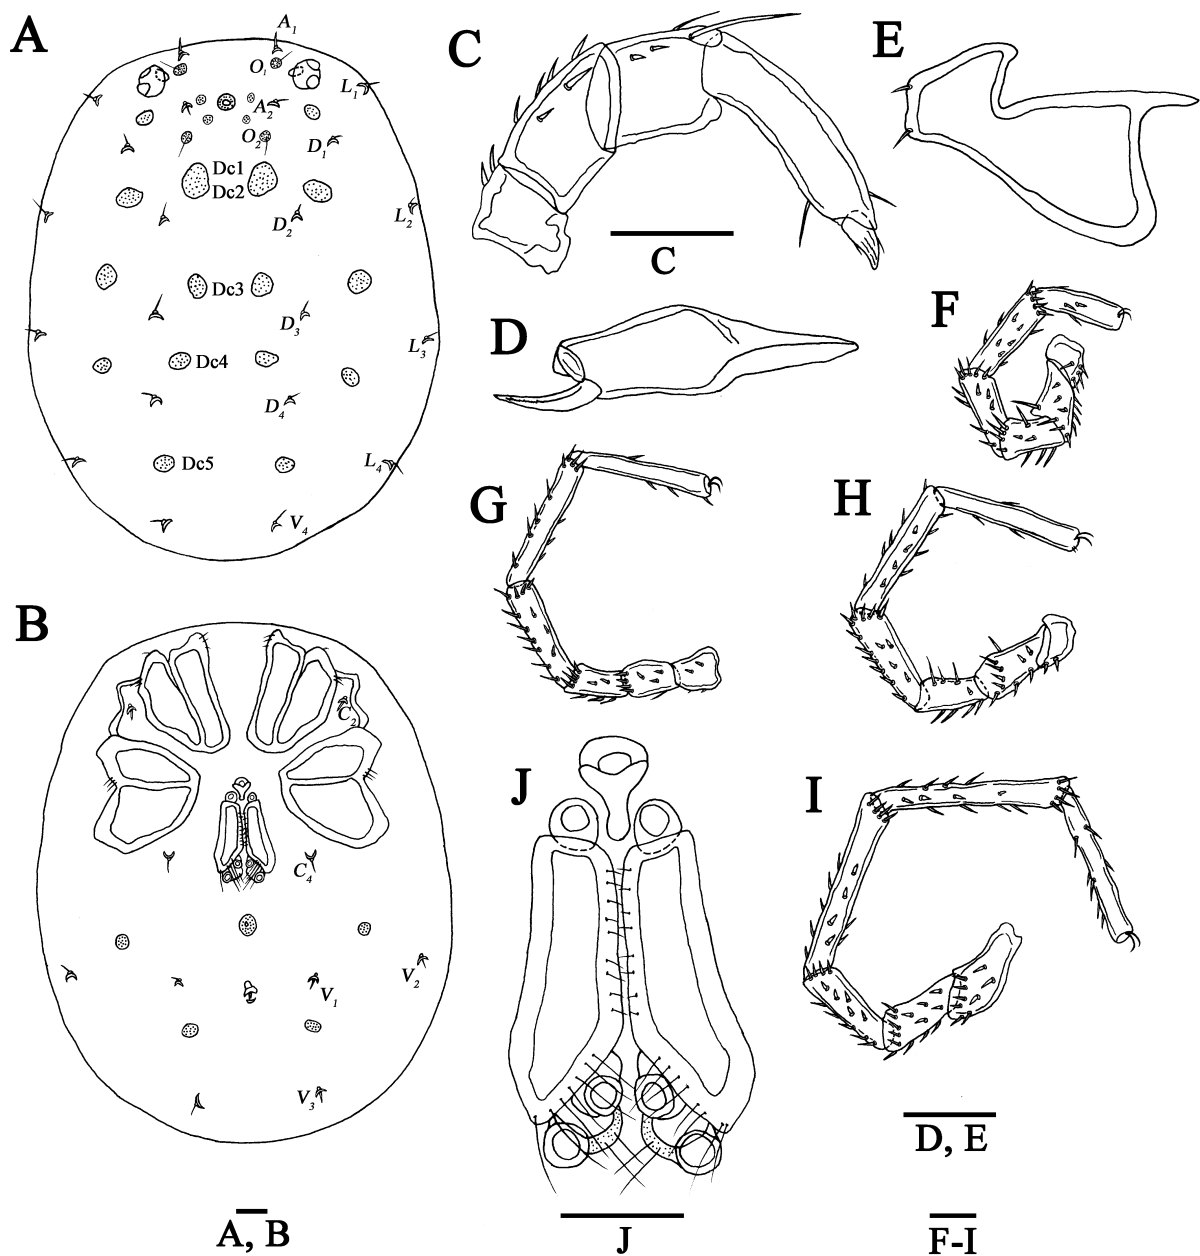 A
A1
O1
L1
A2
O2
D1
Dc1
Dc2
D2
L2
Dc3
D3
L3
Dc4
D4
Dc5
L4
V4
C
C
E
D
F
G
H
B
C2
C4
V1
V2
V3
A, B
J
J
I
D, E
F-I